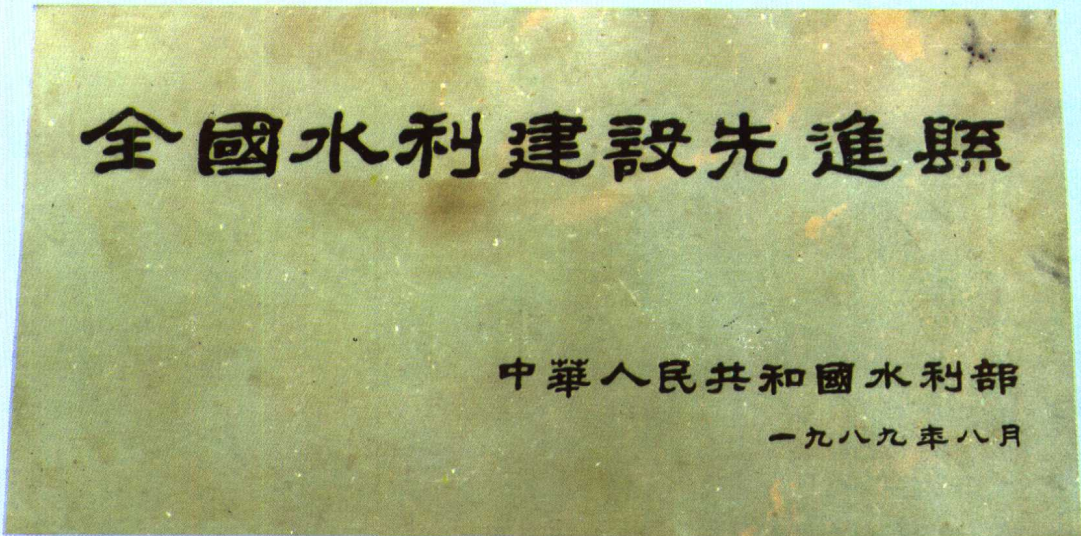 全國水利建設先進縣
中華人民共和國水利部
一九八九年八月